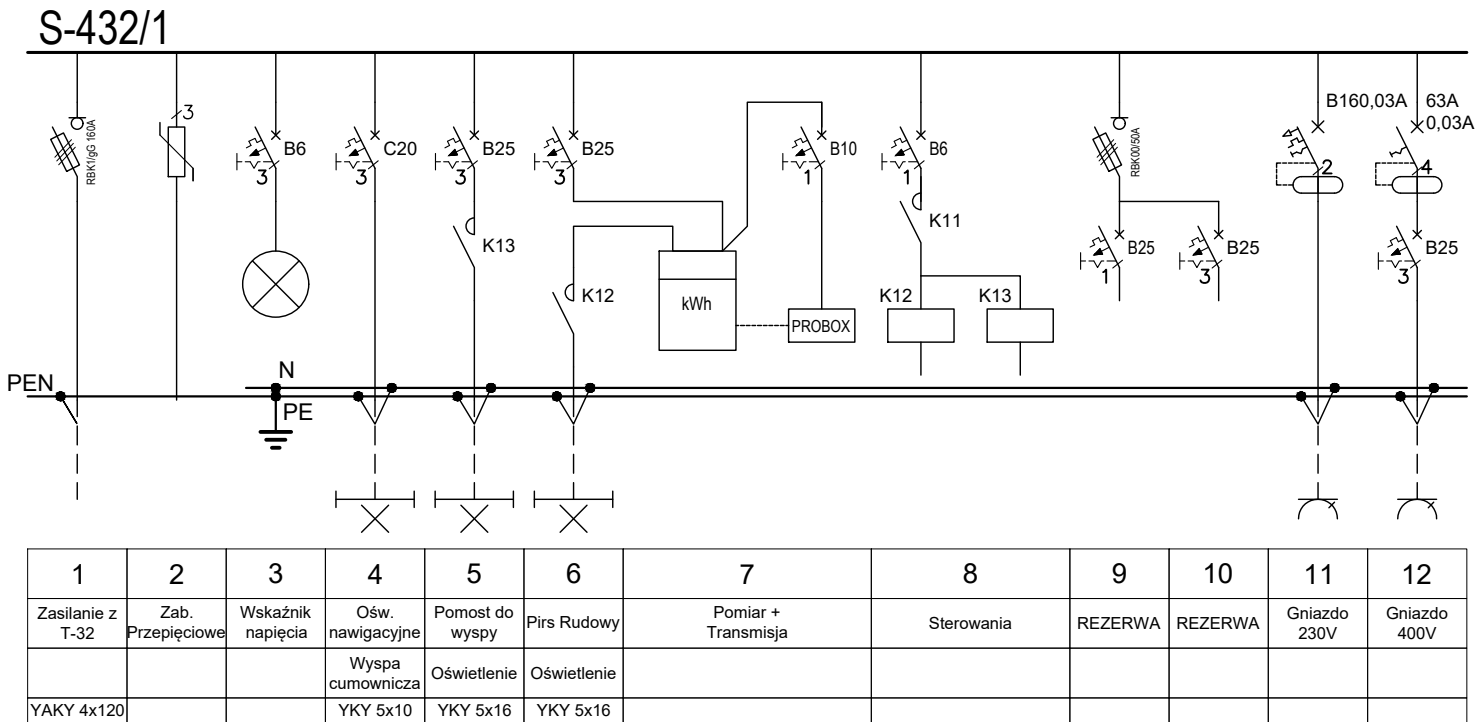 S-432/1
RBK1/gG 160A
3
B6
3
C20
3
B25
3
K13
B25
3
K12
kWh
B10
1
PROBOX
B6
1
K11
K12
K13
RBK00/50A
B25
1
B25
3
B160,03A
2
63A
0,03A
4
B25
3
PEN
N
PE
1 2 3 4 5 6 7 8 9 10 11 12
Zasilanie z
T-32
Zab.
Przepięciowe
Wskaźnik
napięcia
Ośw.
nawigacyjne
Pomost do
wyspy
Pirs Rudowy
Pomiar +
Transmisja
Sterowania
REZERWA
REZERWA
Gniazdo
230V
Gniazdo
400V
Wyspa
cumownicza
Oświetlenie
Oświetlenie
YAKY 4x120
YKY 5x10
YKY 5x16
YKY 5x16